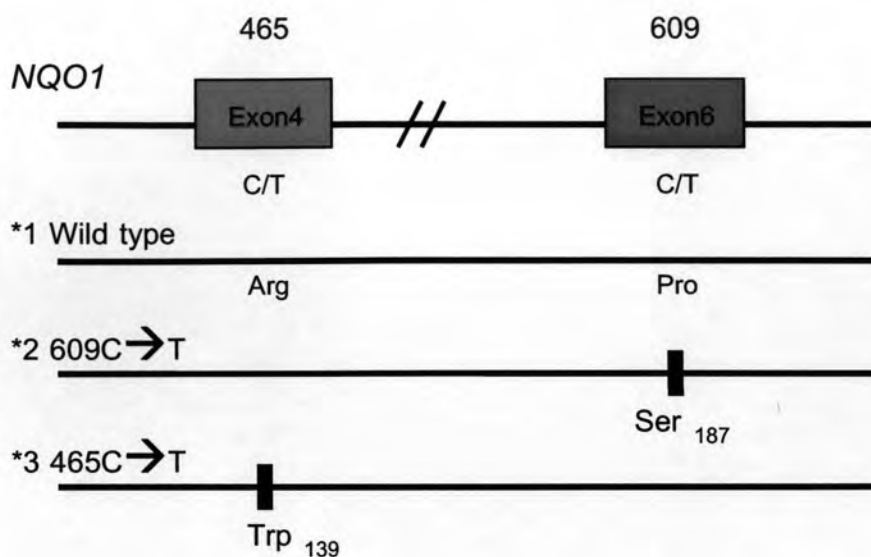 465 609
NQO1
Exon4 Exon6
C/T C/T
*1 Wild type
Arg Pro
*2 609C→T
Ser 187
*3 465C→T
Trp 139